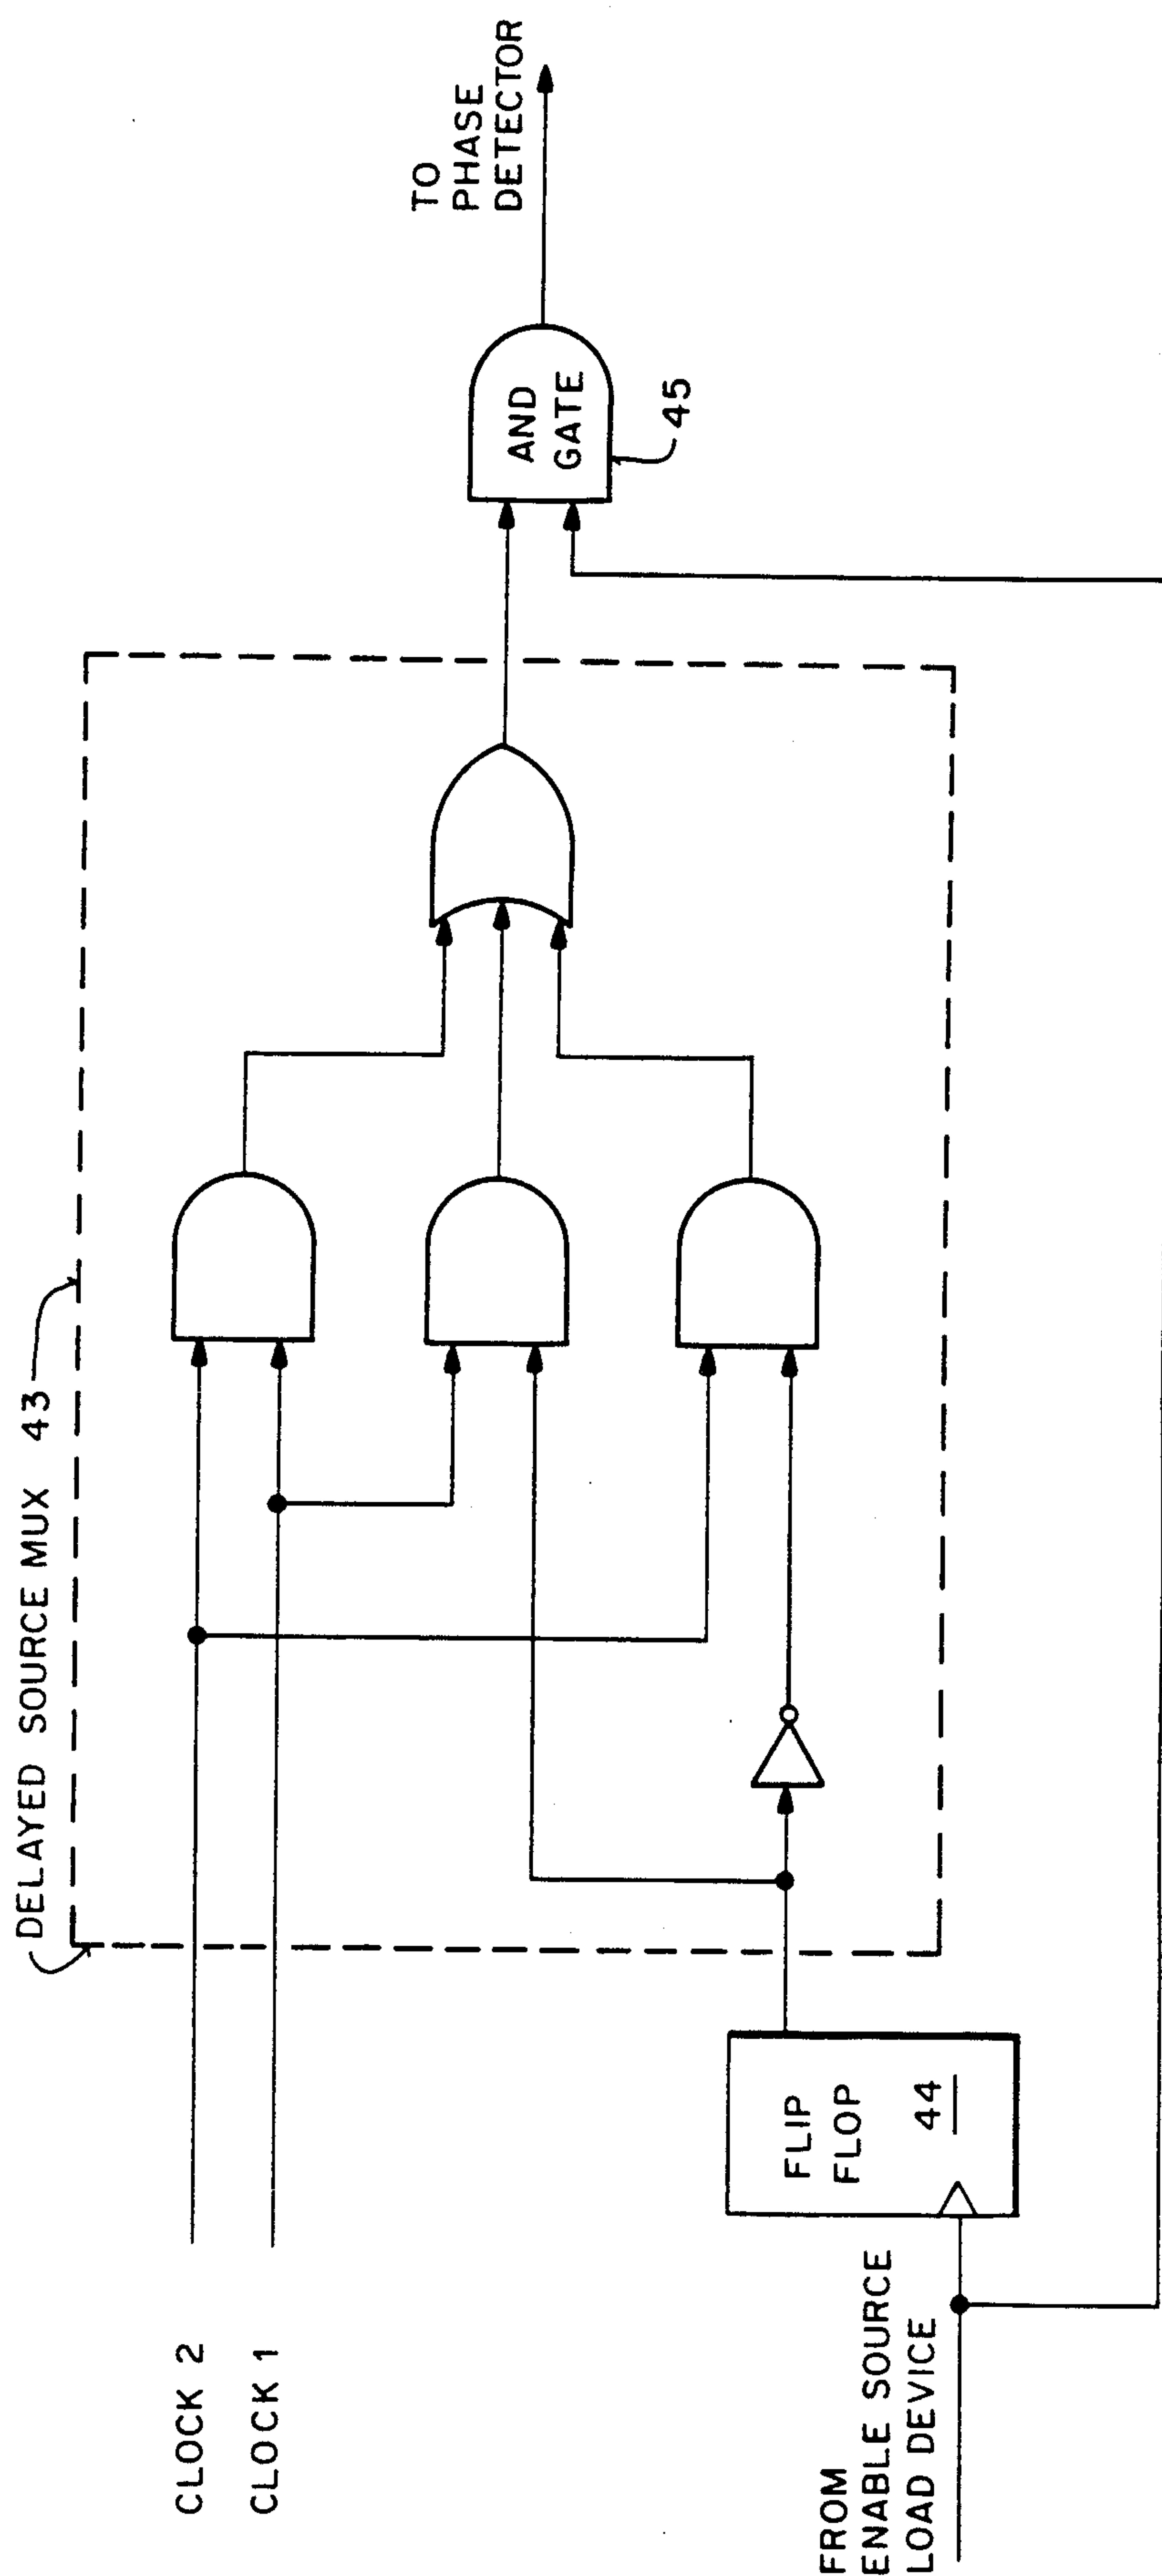 DELAYED SOURCE MUX 43
CLOCK 2
CLOCK 1
FROM
ENABLE SOURCE
LOAD DEVICE
FLIP
FLOP
44
AND
GATE
45
TO
PHASE
DETECTOR